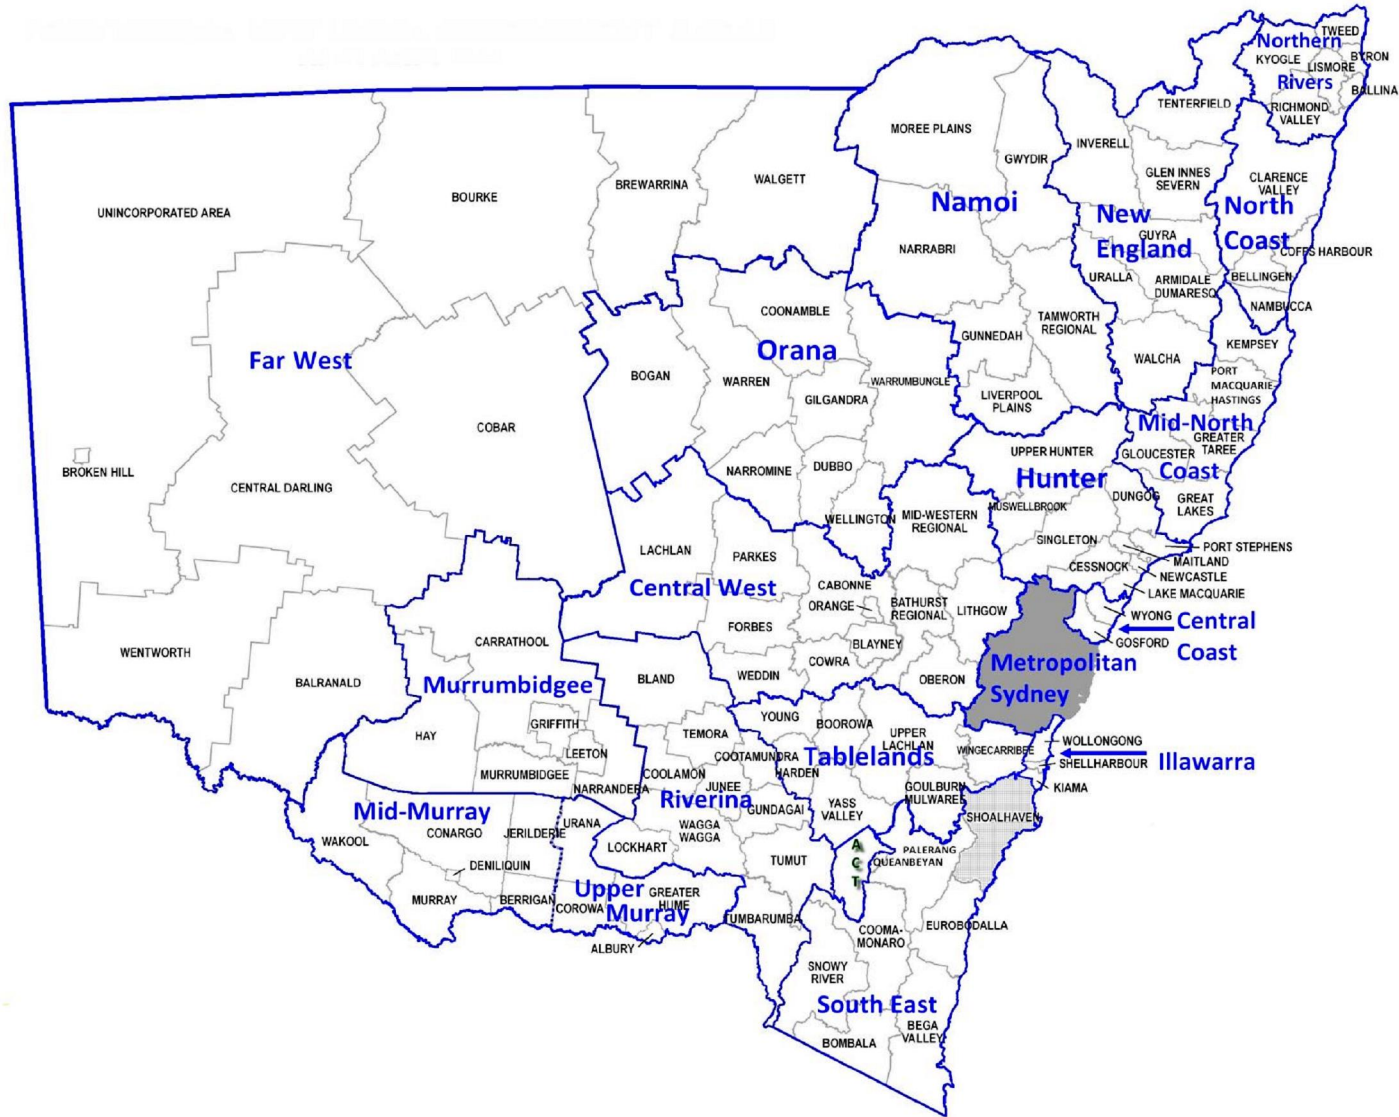 Northern
TWEED
KYOGLE
LISMORE
BYRON
Rivers
BALLINA
RICHMOND
VALLEY
TENTERFIELD
MOREE PLAINS
GWYDIR
INVERELL
GLEN INNES
SEVERN
CLARENCE
VALLEY
WALGETT
BREWARRINA
BOURKE
UNINCORPORATED AREA
Namoi
New
England
North
Coast
GUYRA
COFFS HARBOUR
NARRABRI
URALLA
ARMIDALE
DUMARESQ
BELLINGEN
NAMBUCCA
COONAMBLE
TAMWORTH
REGIONAL
GUNNEDAH
KEMPSEY
Far West
Orana
WALCHA
BOGAN
WARREN
WARRUMBUNGLE
PORT
MACQUARIE
HASTINGS
GILGANDRA
LIVERPOOL
PLAINS
COBAR
Mid-North
Coast
GREATER
TAREE
GLOUCESTER
UPPER HUNTER
Hunter
BROKEN HILL
CENTRAL DARLING
NARROMINE
DUBBO
DUNGOG
GREAT
LAKES
WELLINGTON
MID-WESTERN
REGIONAL
MUSWELLBROOK
SINGLETON
PORT STEPHENS
MAITLAND
CESSNOCK
NEWCASTLE
LAKE MACQUARIE
LACHLAN
PARKES
Central West
CABONNE
ORANGE
BATHURST
REGIONAL
LITHGOW
WYONG
GOSFORD
Central
Coast
FORBES
BLAYNEY
COWRA
WEDDIN
OBERON
Metropolitan
Sydney
CARRATHOOL
WENTWORTH
BALRANALD
Murrumbidgee
BLAND
HAY
GRIFFITH
LEETON
MURRUMBIDGEE
NARRANDERA
YOUNG
BOOROWA
UPPER
LACHLAN
TEMORA
COOTAMUNDRA
HARDEN
Tablelands
WINGECARRIBEE
WOLLONGONG
SHELLHARBOUR
KIAMA
Illawarra
COOLAMON
JUNEE
Riverina
GOULBURN
MULWAREE
GUNDAGAI
YASS
VALLEY
SHOALHAVEN
Mid-Murray
CONARGO
JERILDERIE
URANA
WAGGA
WAGGA
WAKOOL
LOCKHART
TUMUT
A
C
T
PALERANG
QUEANBEYAN
DENILIQUIN
MURRAY
BERRIGAN
COROWA
Upper
Murray
GREATER
HUME
ALBURY
TUMBARUMBA
COOMA-
MONARO
EUROBODALLA
SNOWY
RIVER
South East
BEGA
VALLEY
BOMBALA